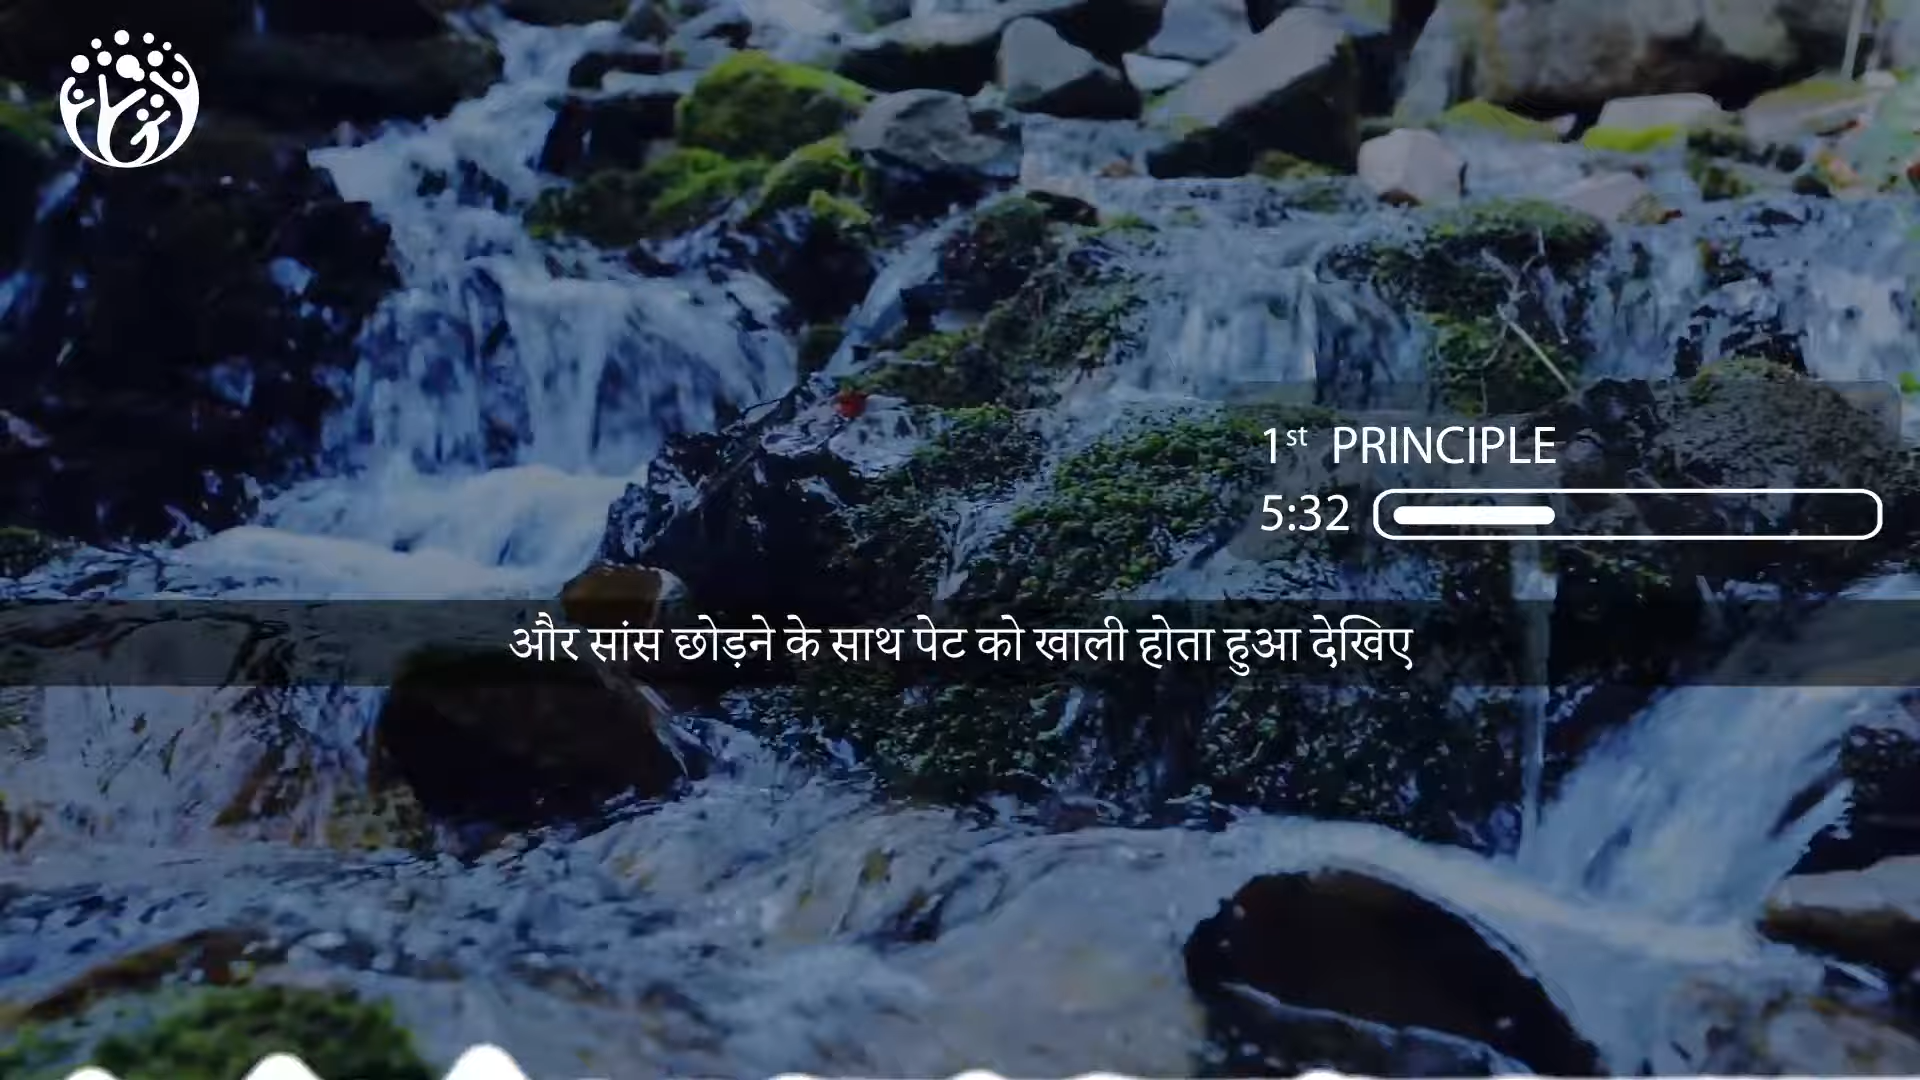 1st PRINCIPLE
5:32
और सांस छोड़ने के साथ पेट को खाली होता हुआ देखिए